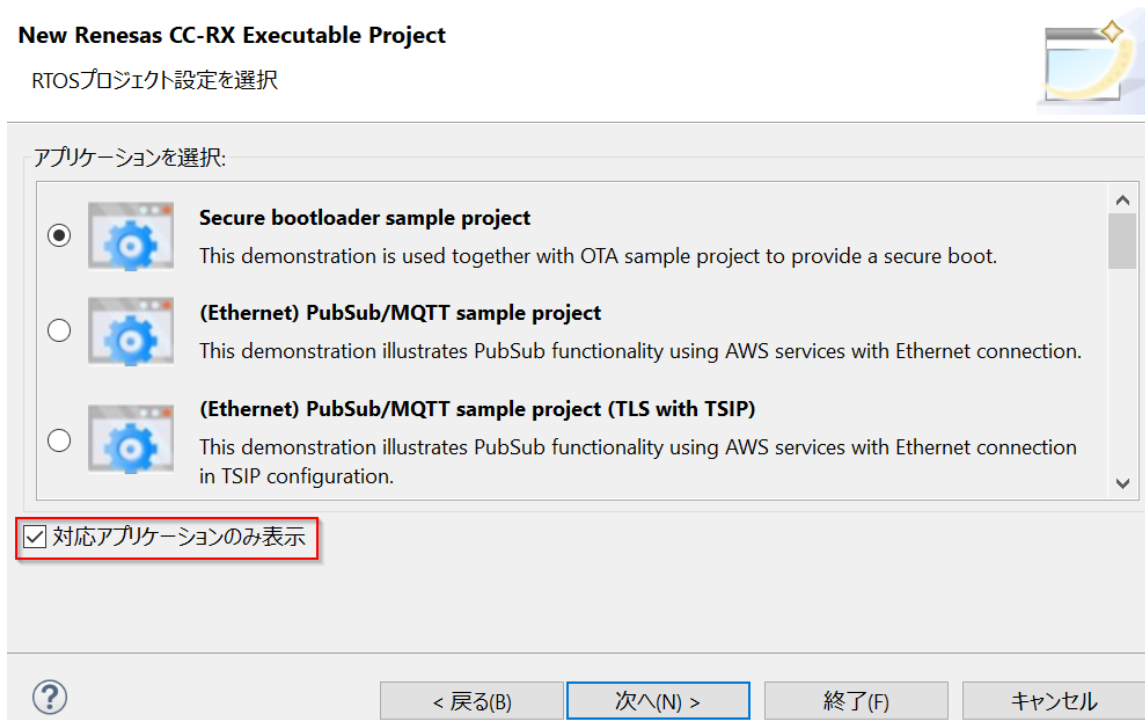 New Renesas CC-RX Executable Project
RTOSプロジェクト設定を選択
アプリケーションを選択:
Secure bootloader sample project
This demonstration is used together with OTA sample project to provide a secure boot.
(Ethernet) PubSub/MQTT sample project
This demonstration illustrates PubSub functionality using AWS services with Ethernet connection.
(Ethernet) PubSub/MQTT sample project (TLS with TSIP)
This demonstration illustrates PubSub functionality using AWS services with Ethernet connection
in TSIP configuration.
対応アプリケーションのみ表示
?
< 戻る(B)
次へ(N) >
終了(F)
キャンセル